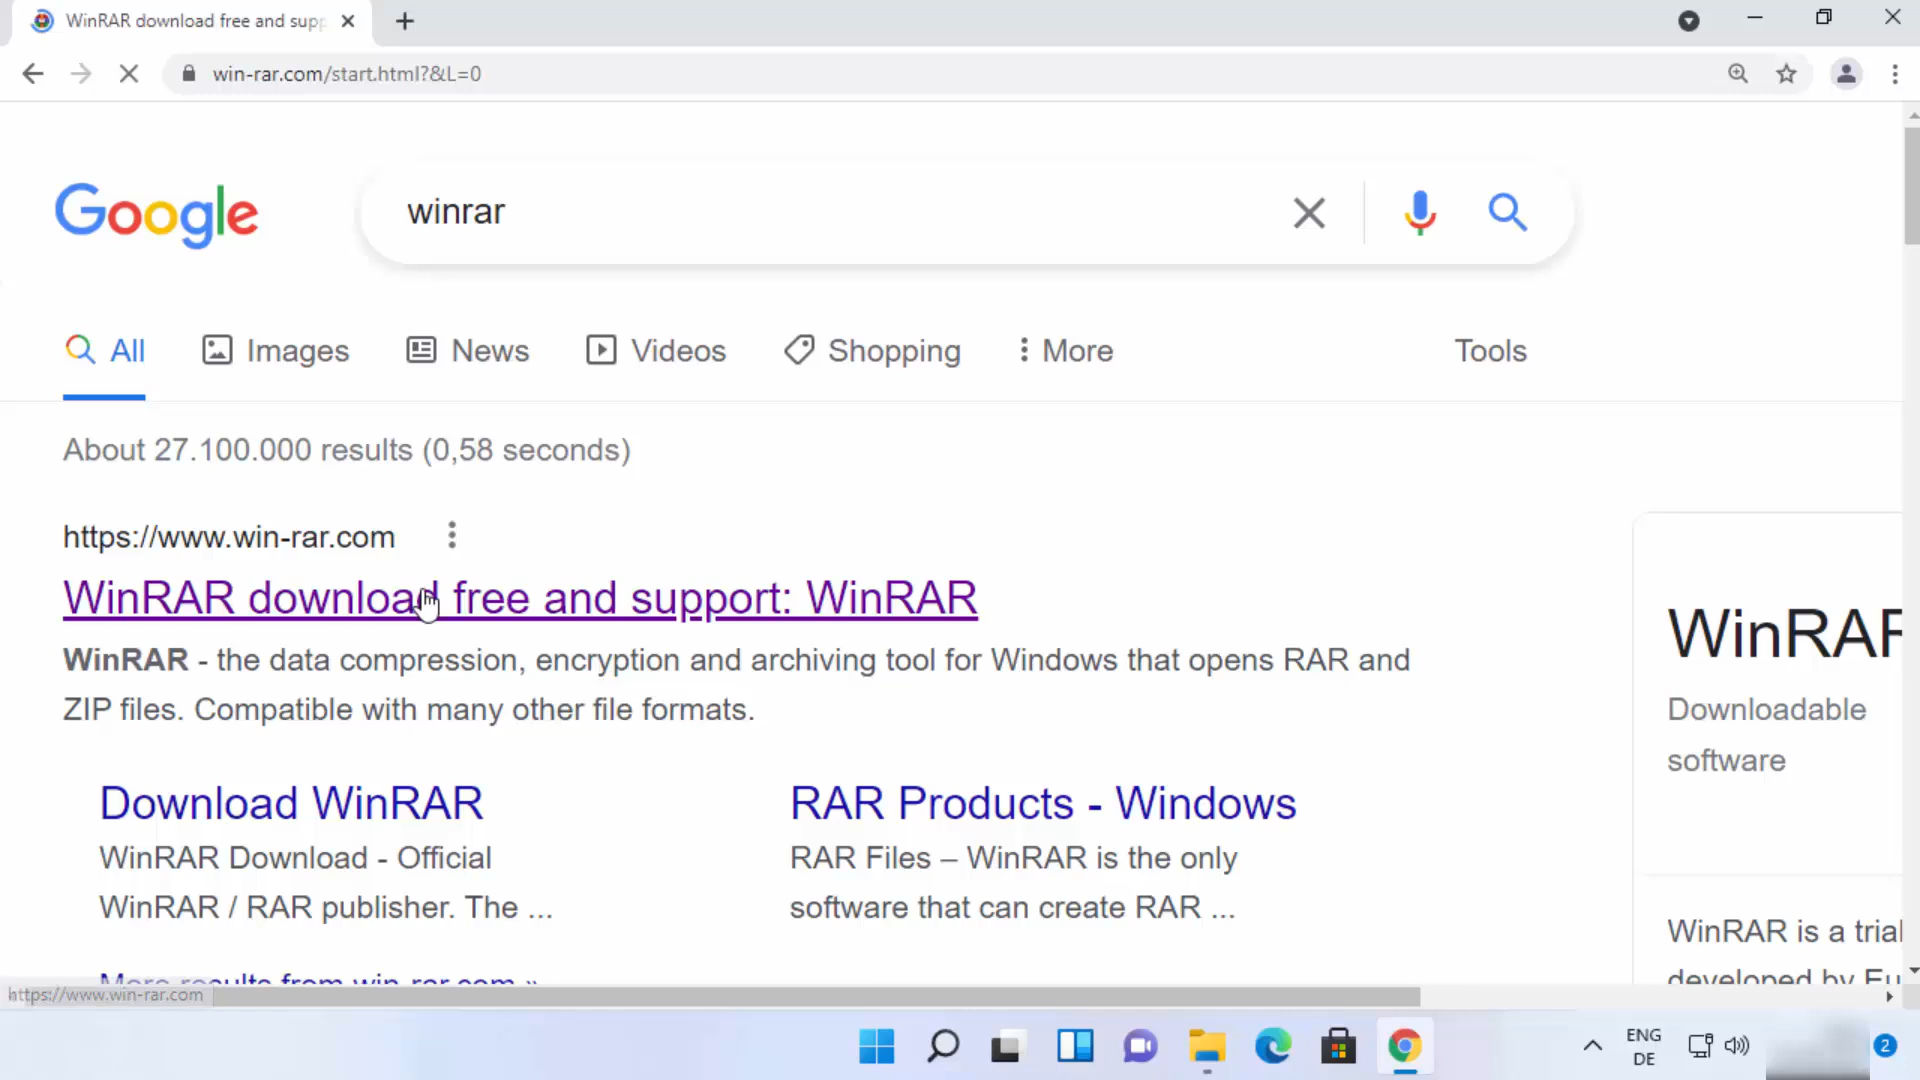 WinRAR download free and supp
win-rar.com/start.html?&L=0
Google
winrar
All
Images
News
Videos
Shopping
More
Tools
About 27.100.000 results (0,58 seconds)
https://www.win-rar.com
WinRAR download free and support: WinRAR
WinRAR - the data compression, encryption and archiving tool for Windows that opens RAR and
ZIP files. Compatible with many other file formats.
WinRAR
Downloadable
software
Download WinRAR
WinRAR Download - Official
WinRAR / RAR publisher. The ...
RAR Products - Windows
RAR Files – WinRAR is the only
software that can create RAR ...
WinRAR is a trial
developed by Eu
More results from win-rar.com »
https://www.win-rar.com
ENG
DE
2